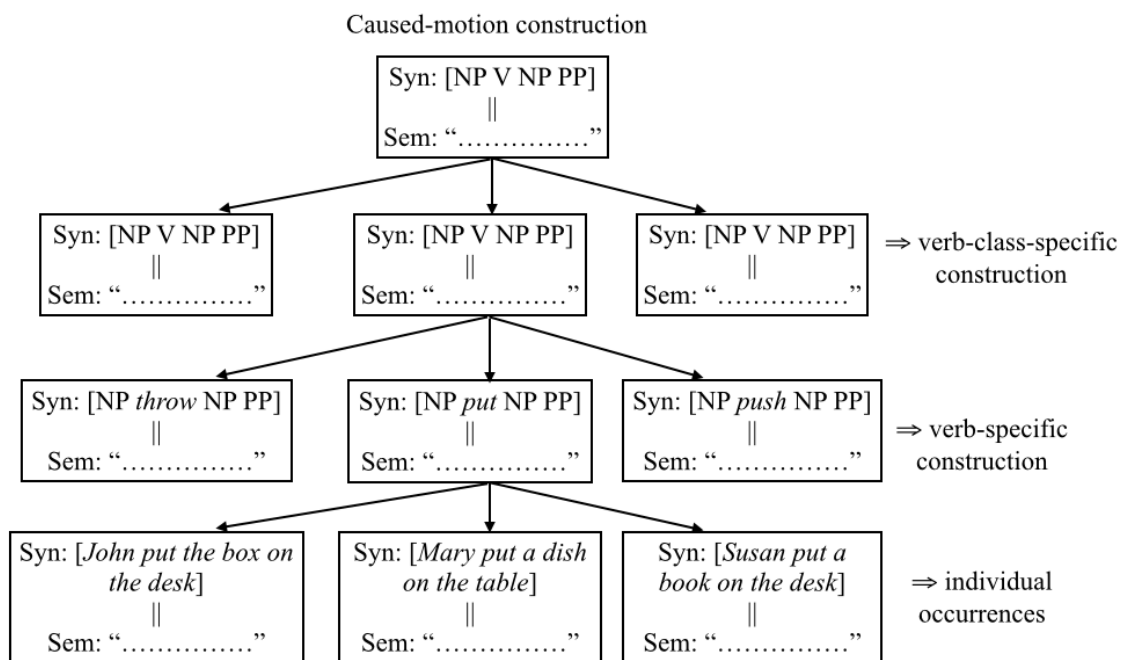 Caused-motion construction
Syn: [NP V NP PP]
||
Sem: “……………”
Syn: [NP V NP PP]
||
Sem: “……………”
Syn: [NP V NP PP]
||
Sem: “……………”
Syn: [NP V NP PP]
||
Sem: “……………”
⇒ verb-class-specific
construction
Syn: [NP throw NP PP]
||
Sem: “……………”
Syn: [NP put NP PP]
||
Sem: “……………”
Syn: [NP push NP PP]
||
Sem: “……………”
⇒ verb-specific
construction
Syn: [John put the box on
the desk]
||
Sem: “……………”
Syn: [Mary put a dish
on the table]
||
Sem: “……………”
Syn: [Susan put a
book on the desk]
||
Sem: “……………”
⇒ individual
occurrences